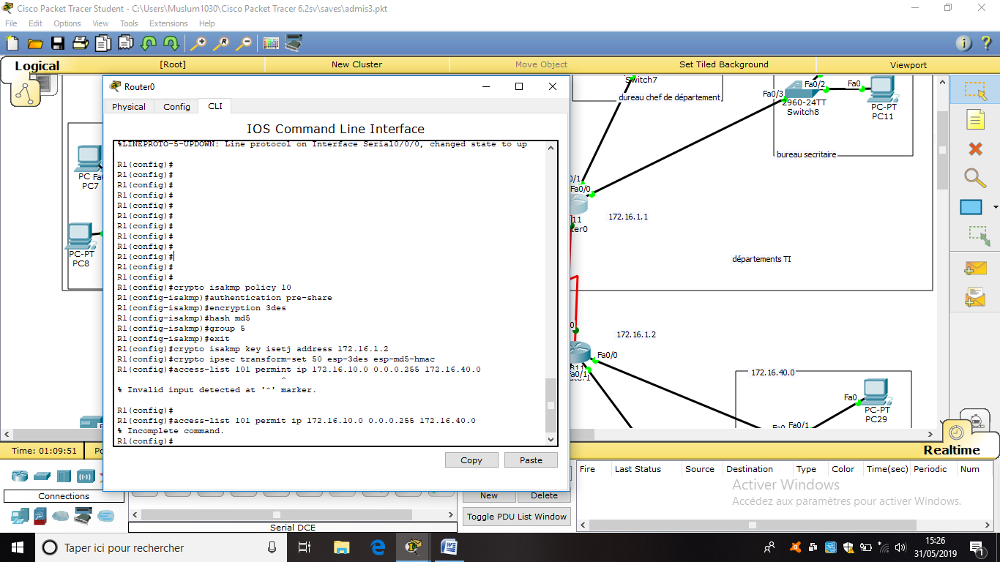 Cisco Packet Tracer Student - C:\Users\Muslum1030\Cisco Packet Tracer 6.2sv\saves\admis3.pkt
File Edit Options View Tools Extensions Help
Logical [Root] New Cluster Move Object Set Tiled Background Viewport
Router0
Physical Config CLI
IOS Command Line Interface
%LINEPROTO-5-UPDOWN: Line protocol on Interface Serial0/0/0, changed state to up
R1(config)#
R1(config)#
R1(config)#
R1(config)#
R1(config)#
R1(config)#
R1(config)#
R1(config)#
R1(config)#
R1(config)#
R1(config)#
R1(config)#
R1(config)#crypto isakmp policy 10
R1(config-isakmp)#authentication pre-share
R1(config-isakmp)#encryption 3des
R1(config-isakmp)#hash md5
R1(config-isakmp)#group 5
R1(config-isakmp)#exit
R1(config)#crypto isakmp key isetj address 172.16.1.2
R1(config)#crypto ipsec transform-set 50 esp-3des esp-md5-hmac
R1(config)#access-list 101 permint ip 172.16.10.0 0.0.0.255 172.16.40.0
^
% Invalid input detected at '^' marker.
R1(config)#
R1(config)#access-list 101 permit ip 172.16.10.0 0.0.0.255 172.16.40.0
% Incomplete command.
R1(config)#
Copy Paste
PC Fa0
PC7
PC-PT
PC8
Switch7
bureau chef de département
Fa0/3 Fa0/2 Fa0
2960-24TT
Switch8
PC-PT
PC11
bureau secritaire
0/1
Fa0/0
172.16.1.1
départements TI
172.16.1.2
Fa0/0
Fa0/1
172.16.40.0
Fa0
PC-PT
PC29
Fa0/1
Time: 01:09:51
Realtime
Connections
Serial DCE
New Delete
Toggle PDU List Window
Fire Last Status Source Destination Type Color Time(sec) Periodic Num
Activer Windows
Accédez aux paramètres pour activer Windows.
Taper ici pour rechercher
15:26
31/05/2019
1